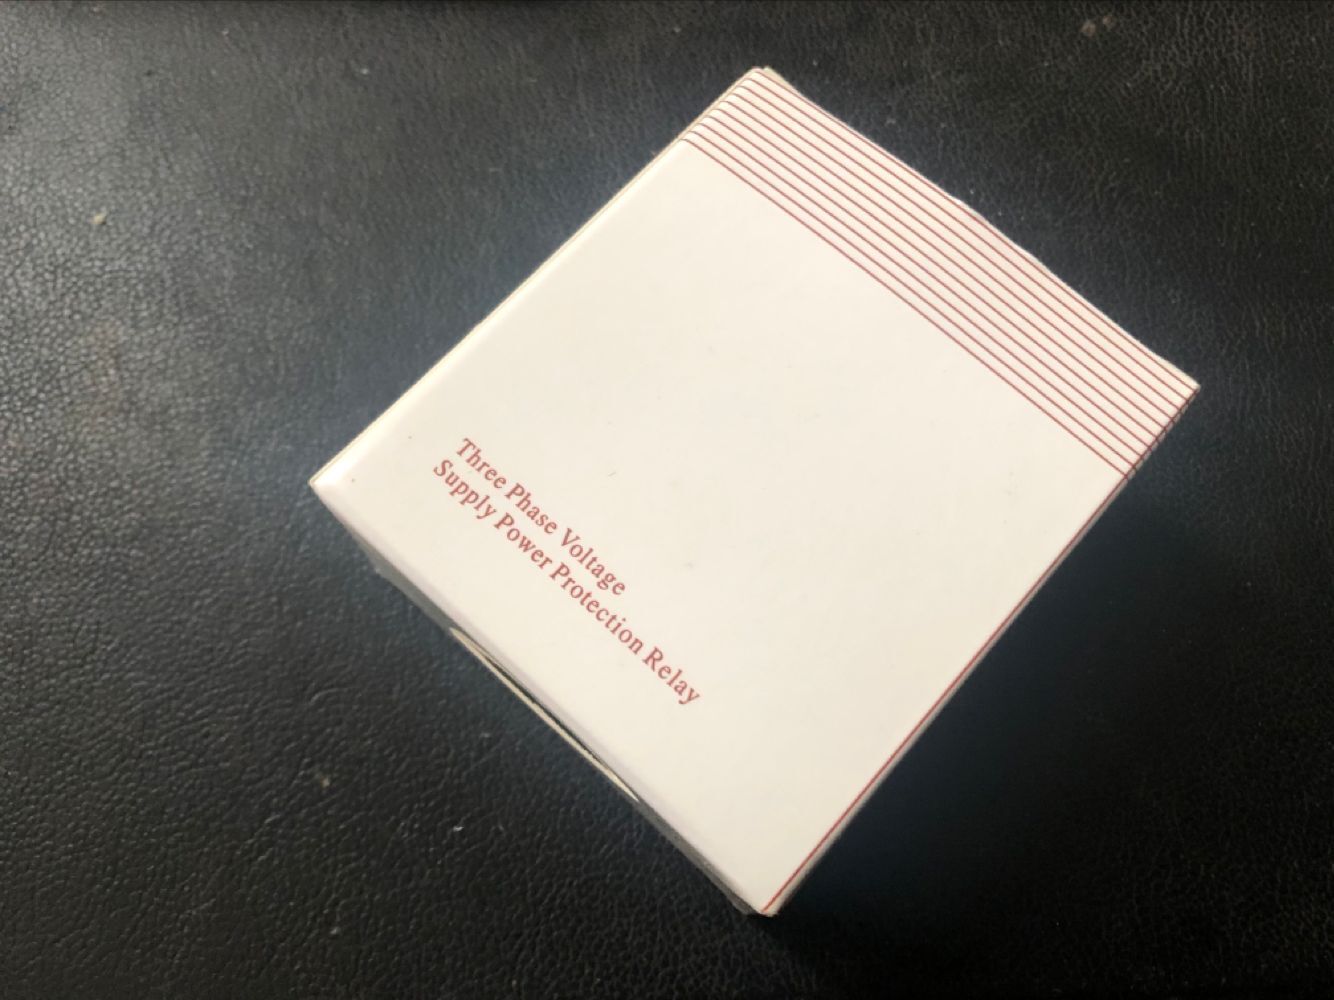 Three Phase Voltage
Supply Power Protection Relay